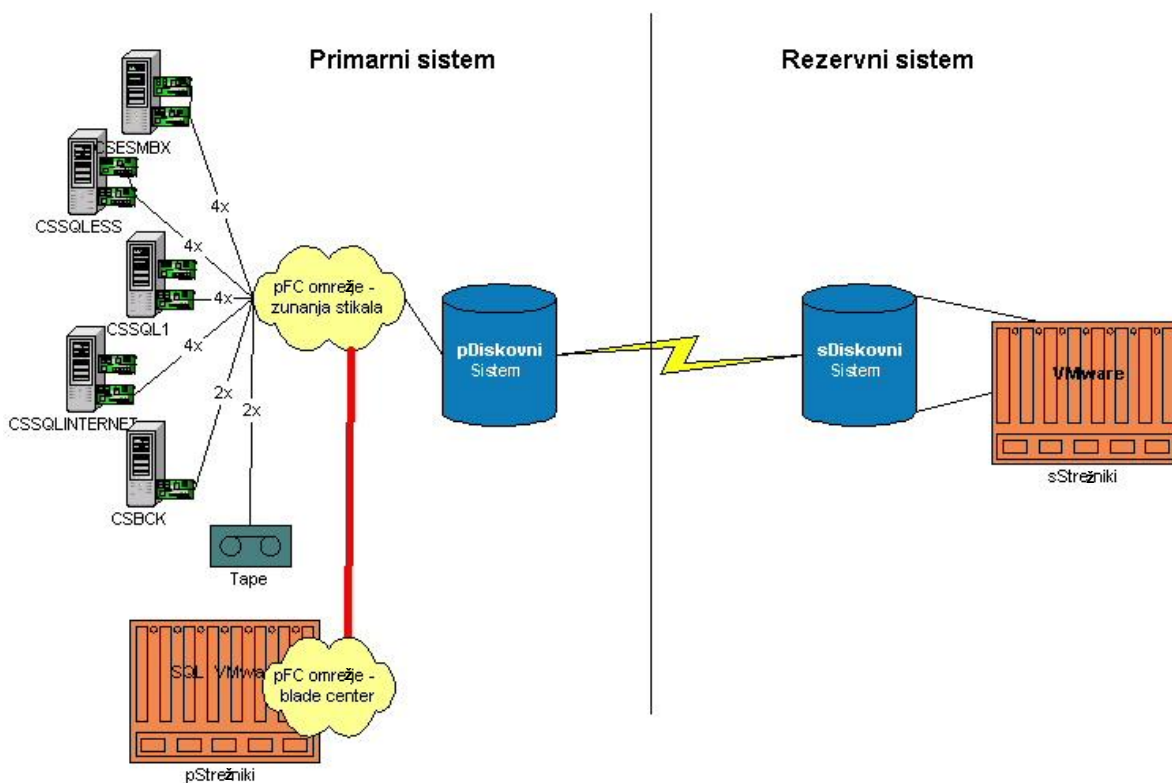 Primarni sistem
Rezervni sistem
CSESMBX
4x
CSSQLESS
4x
CSSQL1
4x
CSSQLINTERNET
4x
CSBCK
2x
2x
Tape
pFC omrežje -
zunanja stikala
pDiskovni
Sistem
sDiskovni
Sistem
VMware
sStrežniki
SQL VMware
pFC omrežje -
blade center
pStrežniki